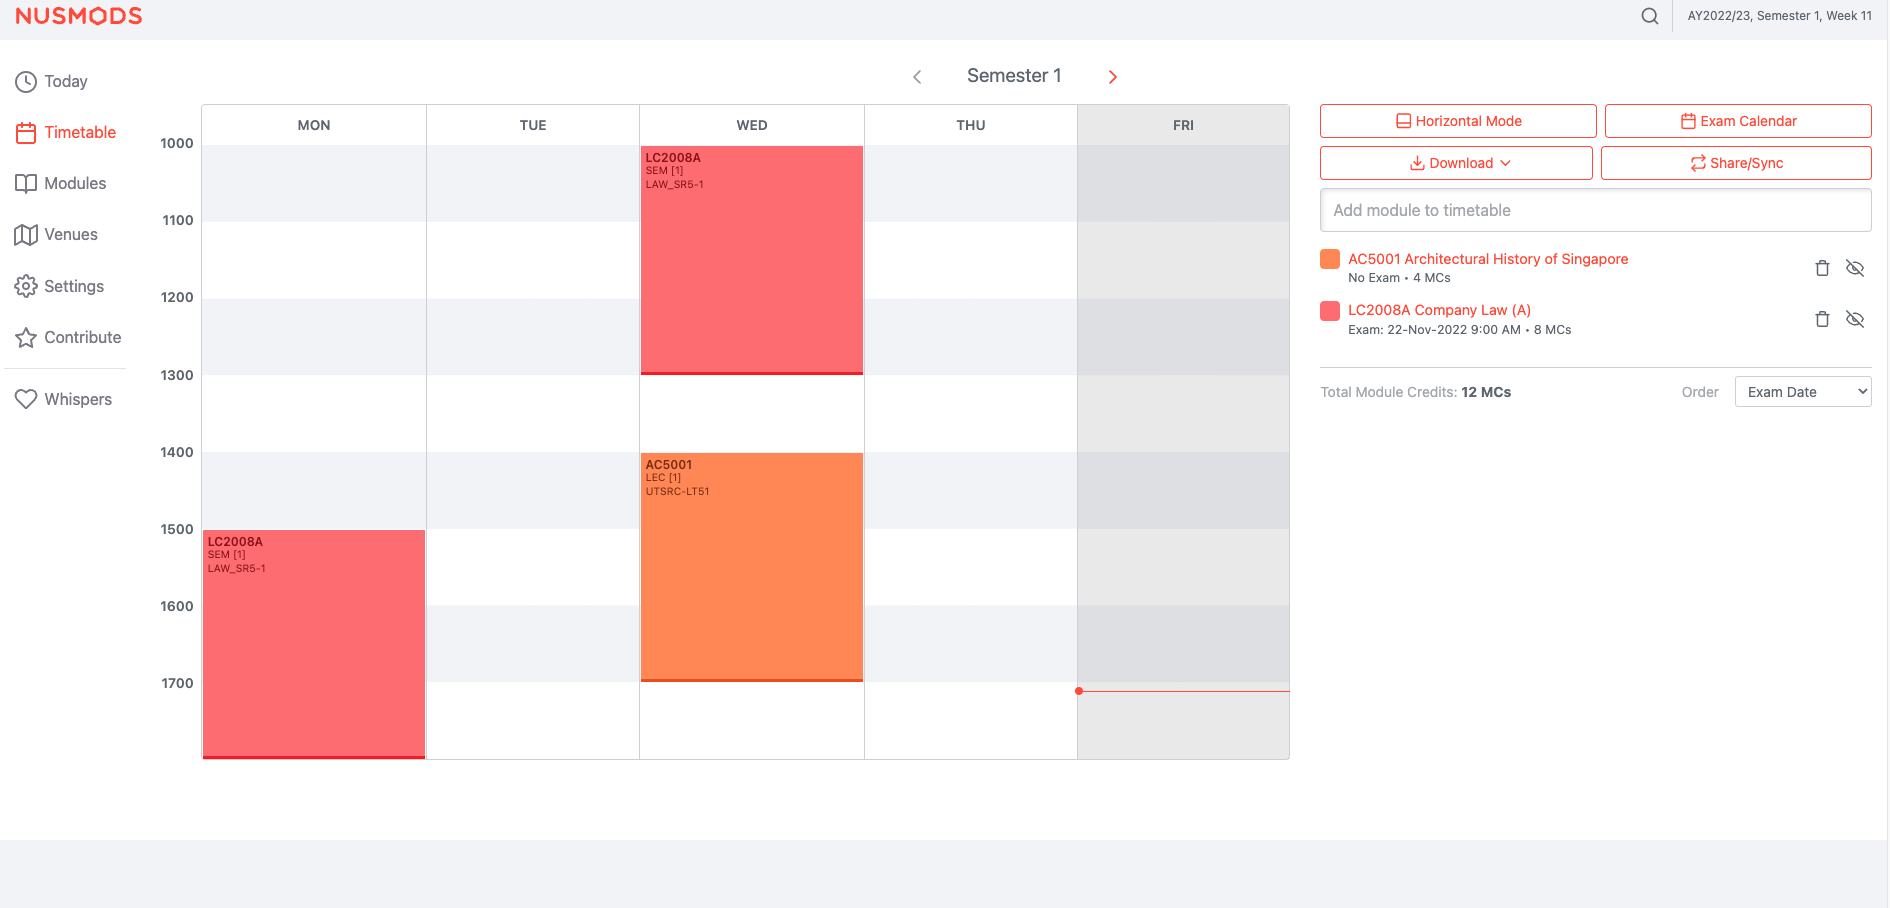 NUSMODS
AY2022/23, Semester 1, Week 11
Today
Timetable
Modules
Venues
Settings
Contribute
Whispers
Semester 1
MON TUE WED THU FRI
1000
1100
1200
1300
1400
1500
1600
1700
LC2008A
SEM [1]
LAW_SR5-1
AC5001
LEC [1]
UTSRC-LT51
LC2008A
SEM [1]
LAW_SR5-1
Horizontal Mode
Exam Calendar
Download
Share/Sync
Add module to timetable
AC5001 Architectural History of Singapore
No Exam • 4 MCs
LC2008A Company Law (A)
Exam: 22-Nov-2022 9:00 AM • 8 MCs
Total Module Credits: 12 MCs
Order
Exam Date